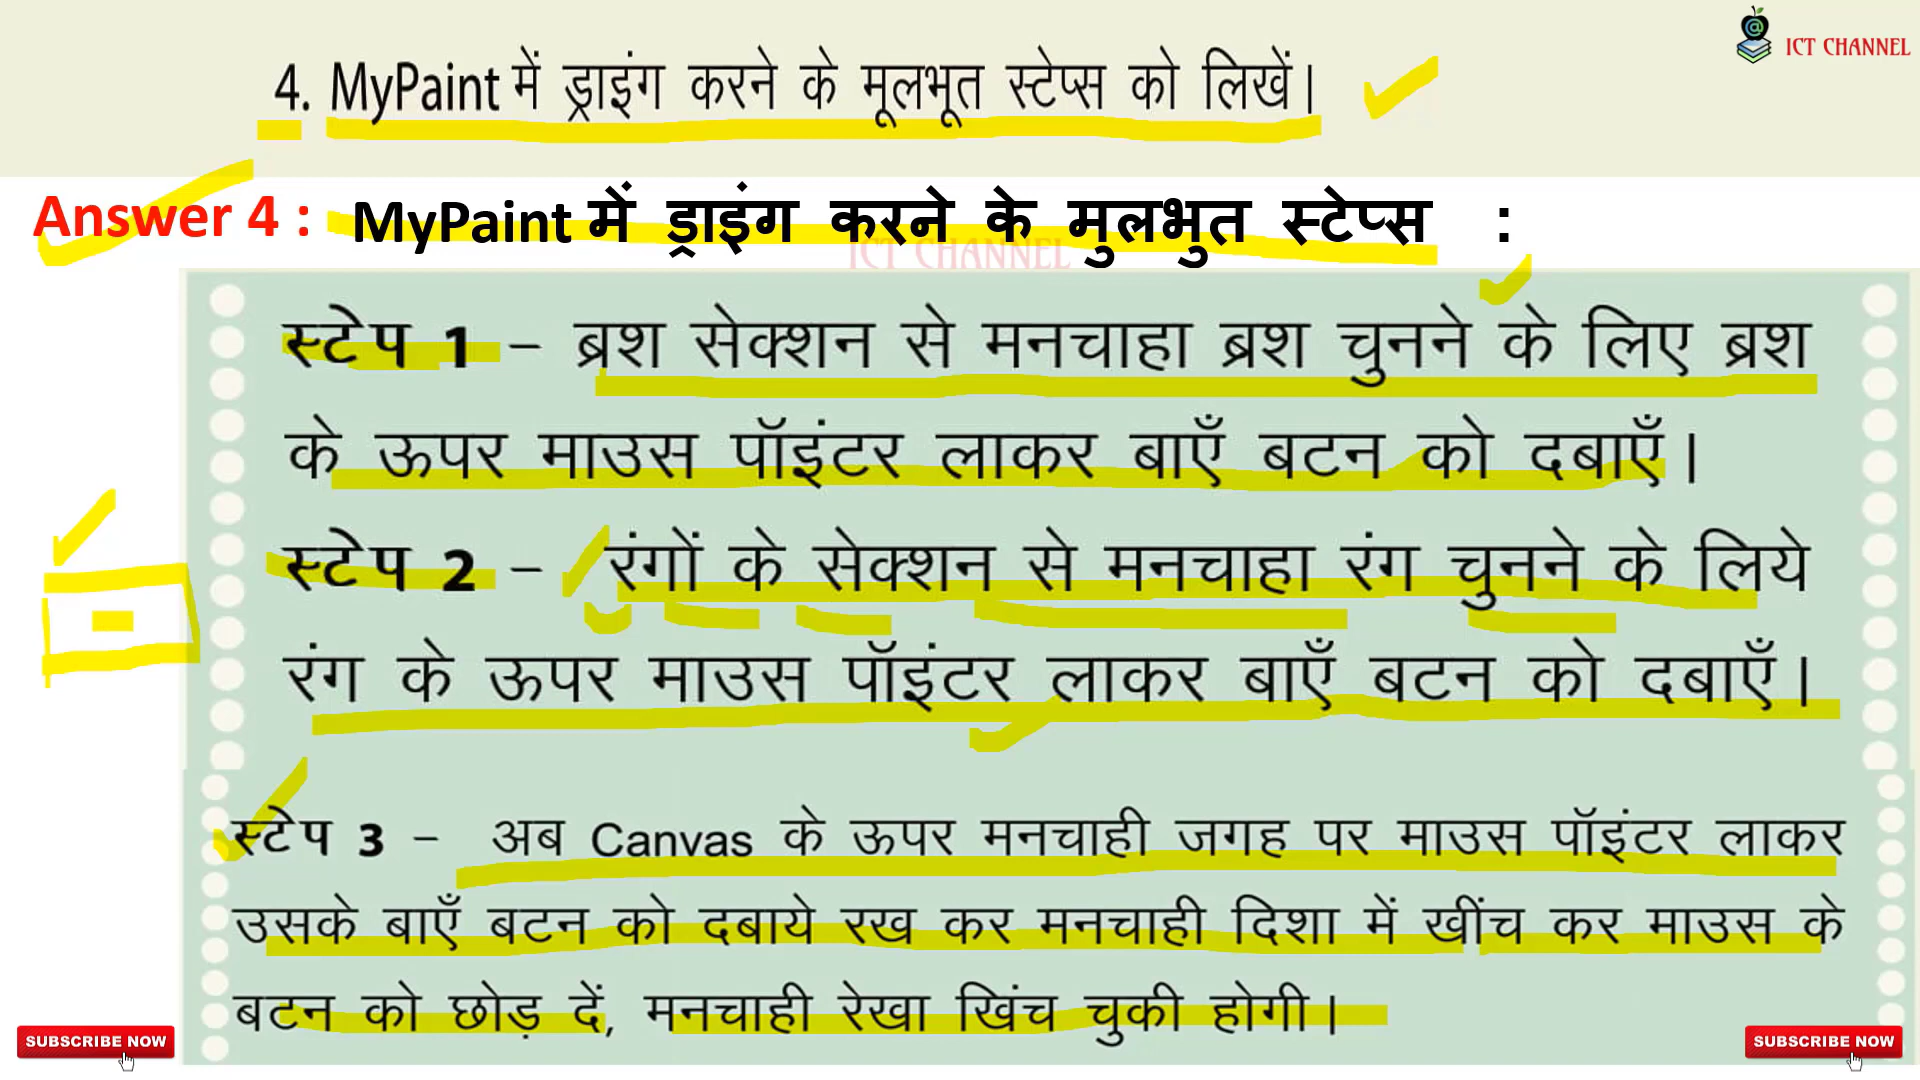 ICT CHANNEL
4. MyPaint में ड्राइंग करने के मूलभूत स्टेप्स को लिखें।
Answer 4 : MyPaint में ड्राइंग करने के मुलभुत स्टेप्स :
ICT CHANNEL
स्टेप 1 – ब्रश सेक्शन से मनचाहा ब्रश चुनने के लिए ब्रश
के ऊपर माउस पॉइंटर लाकर बाएँ बटन को दबाएँ।
स्टेप 2 – रंगों के सेक्शन से मनचाहा रंग चुनने के लिये
रंग के ऊपर माउस पॉइंटर लाकर बाएँ बटन को दबाएँ।
स्टेप 3 – अब Canvas के ऊपर मनचाही जगह पर माउस पॉइंटर लाकर
उसके बाएँ बटन को दबाये रख कर मनचाही दिशा में खींच कर माउस के
बटन को छोड़ दें, मनचाही रेखा खिंच चुकी होगी।
SUBSCRIBE NOW
SUBSCRIBE NOW